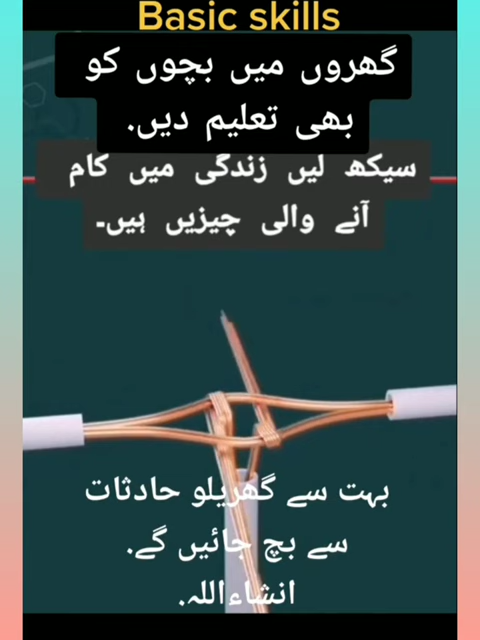 Basic skills
گھروں میں بچوں کو
بھی تعلیم دیں.
سیکھ لیں زندگی میں کام
آنے والی چیزیں ہیں۔
بہت سے گھریلو حادثات
سے بچ جائیں گے.
انشاءاللہ.